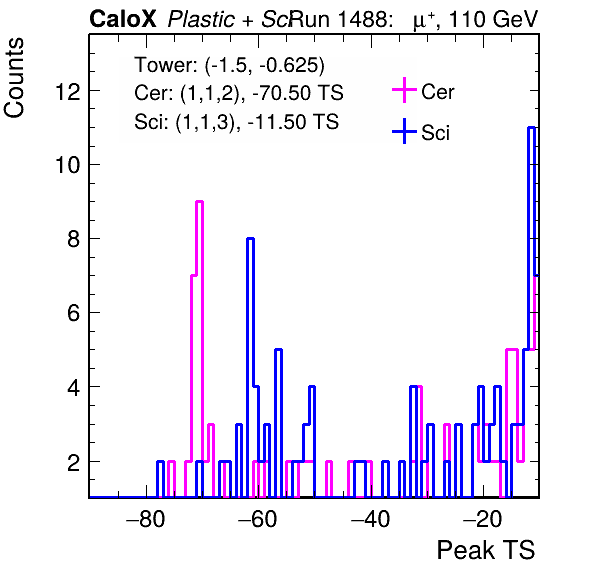 CaloX Plastic + Sci Run 1488: μ⁺, 110 GeV
Tower: (-1.5, -0.625)
Cer: (1,1,2), -70.50 TS
Sci: (1,1,3), -11.50 TS
Cer
Sci
Counts
12
10
8
6
4
2
−80 −60 −40 −20
Peak TS